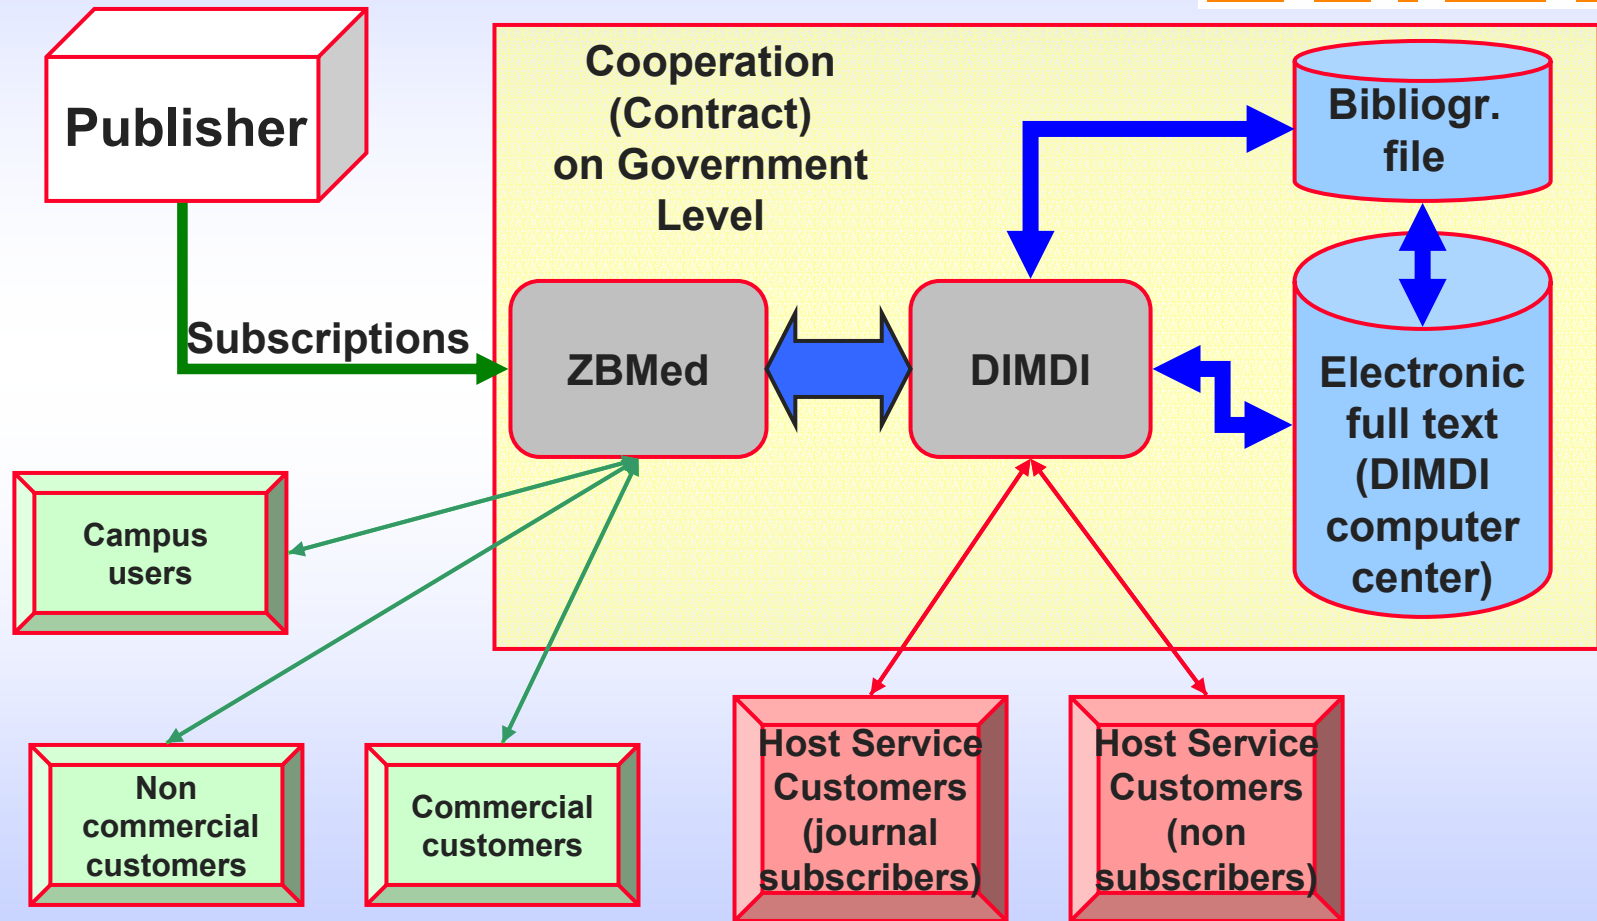 Publisher
Cooperation
(Contract)
on Government
Level
Bibliogr.
file
Subscriptions
ZBMed
DIMDI
Electronic
full text
(DIMDI
computer
center)
Campus
users
Non
commercial
customers
Commercial
customers
Host Service
Customers
(journal
subscribers)
Host Service
Customers
(non
subscribers)